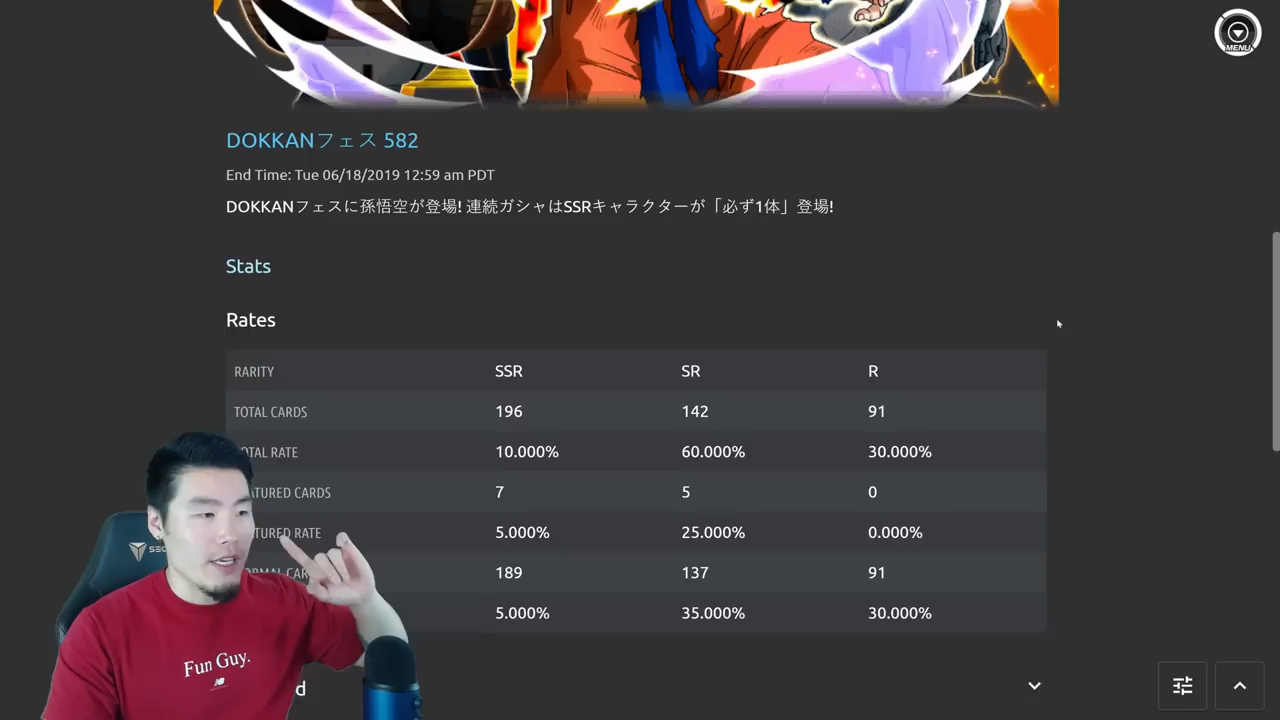 MENU
DOKKANフェス 582
End Time: Tue 06/18/2019 12:59 am PDT
DOKKANフェスに孫悟空が登場! 連続ガシャはSSRキャラクターが「必ず1体」登場!
Stats
Rates
RARITY SSR SR R
TOTAL CARDS 196 142 91
RATE 10.000% 60.000% 30.000%
CARDS 7 5 0
RATE 5.000% 25.000% 0.000%
189 137 91
5.000% 35.000% 30.000%
Fun Guy.